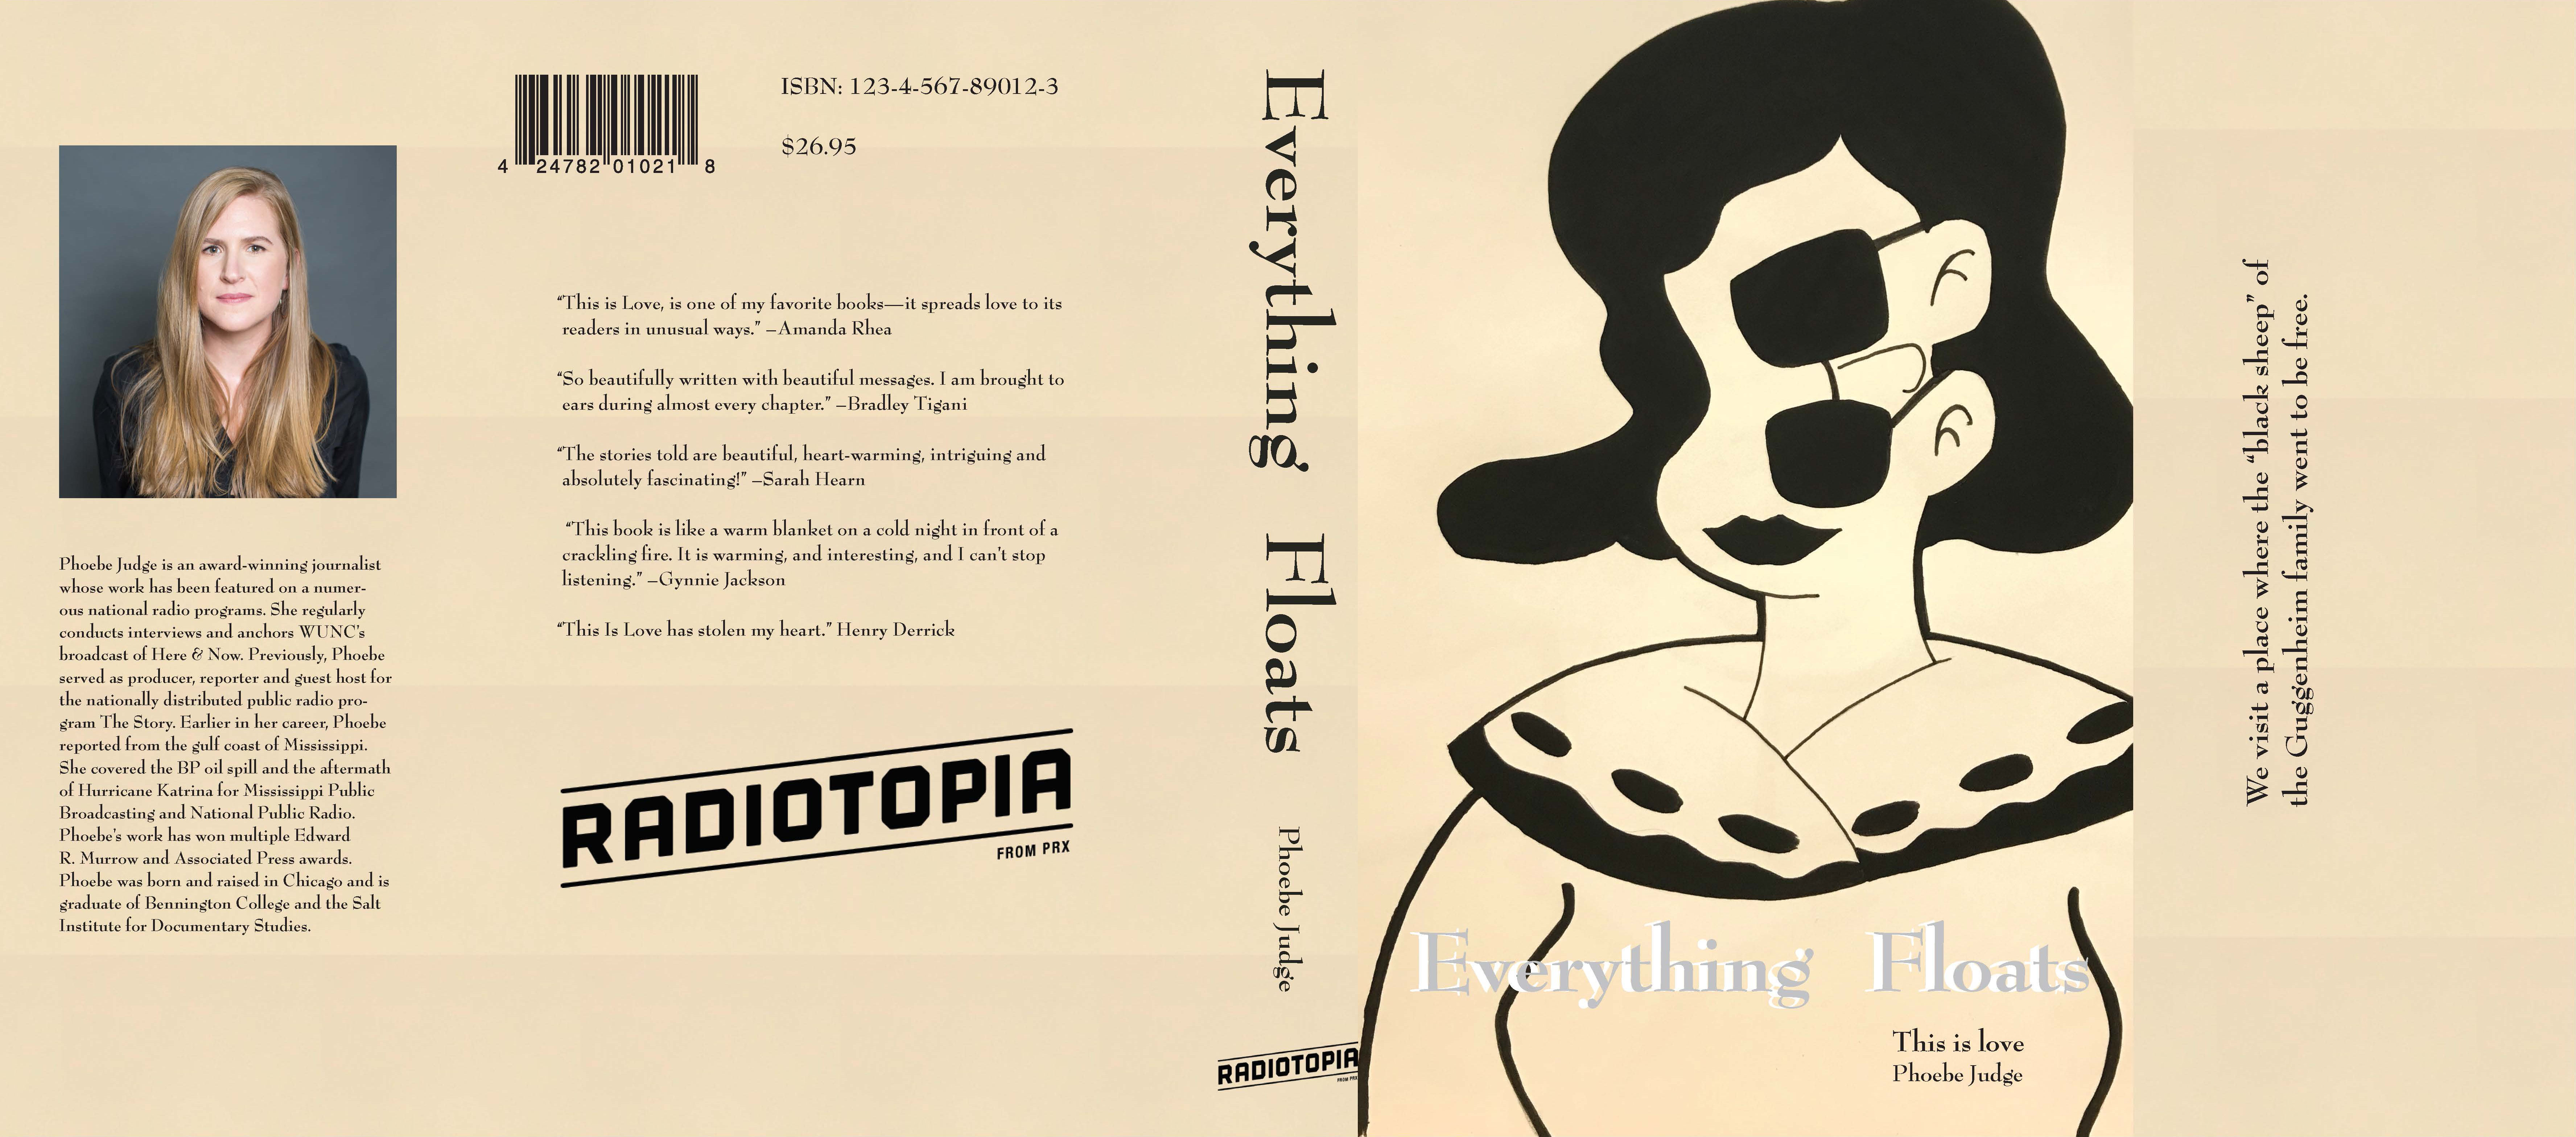 Phoebe Judge is an award-winning journalist
whose work has been featured on a numer-
ous national radio programs. She regularly
conducts interviews and anchors WUNC's
broadcast of Here & Now. Previously, Phoebe
served as producer, reporter and guest host for
the nationally distributed public radio pro-
gram The Story. Earlier in her career, Phoebe
reported from the gulf coast of Mississippi.
She covered the BP oil spill and the aftermath
of Hurricane Katrina for Mississippi Public
Broadcasting and National Public Radio.
Phoebe's work has won multiple Edward
R. Murrow and Associated Press awards.
Phoebe was born and raised in Chicago and is
graduate of Bennington College and the Salt
Institute for Documentary Studies.
4 24782 01021 8
ISBN: 123-4-567-89012-3
$26.95
“This is Love, is one of my favorite books—it spreads love to its
readers in unusual ways.” –Amanda Rhea
“So beautifully written with beautiful messages. I am brought to
ears during almost every chapter.” –Bradley Tigani
“The stories told are beautiful, heart-warming, intriguing and
absolutely fascinating!” –Sarah Hearn
“This book is like a warm blanket on a cold night in front of a
crackling fire. It is warming, and interesting, and I can't stop
listening.” –Gynnie Jackson
“This Is Love has stolen my heart.” Henry Derrick
RADIOTOPIA
FROM PRX
Everything Floats
Phoebe Judge
RADIOTOPIA
FROM PRX
Everything Floats
This is love
Phoebe Judge
We visit a place where the “black sheep” of
the Guggenheim family went to be free.